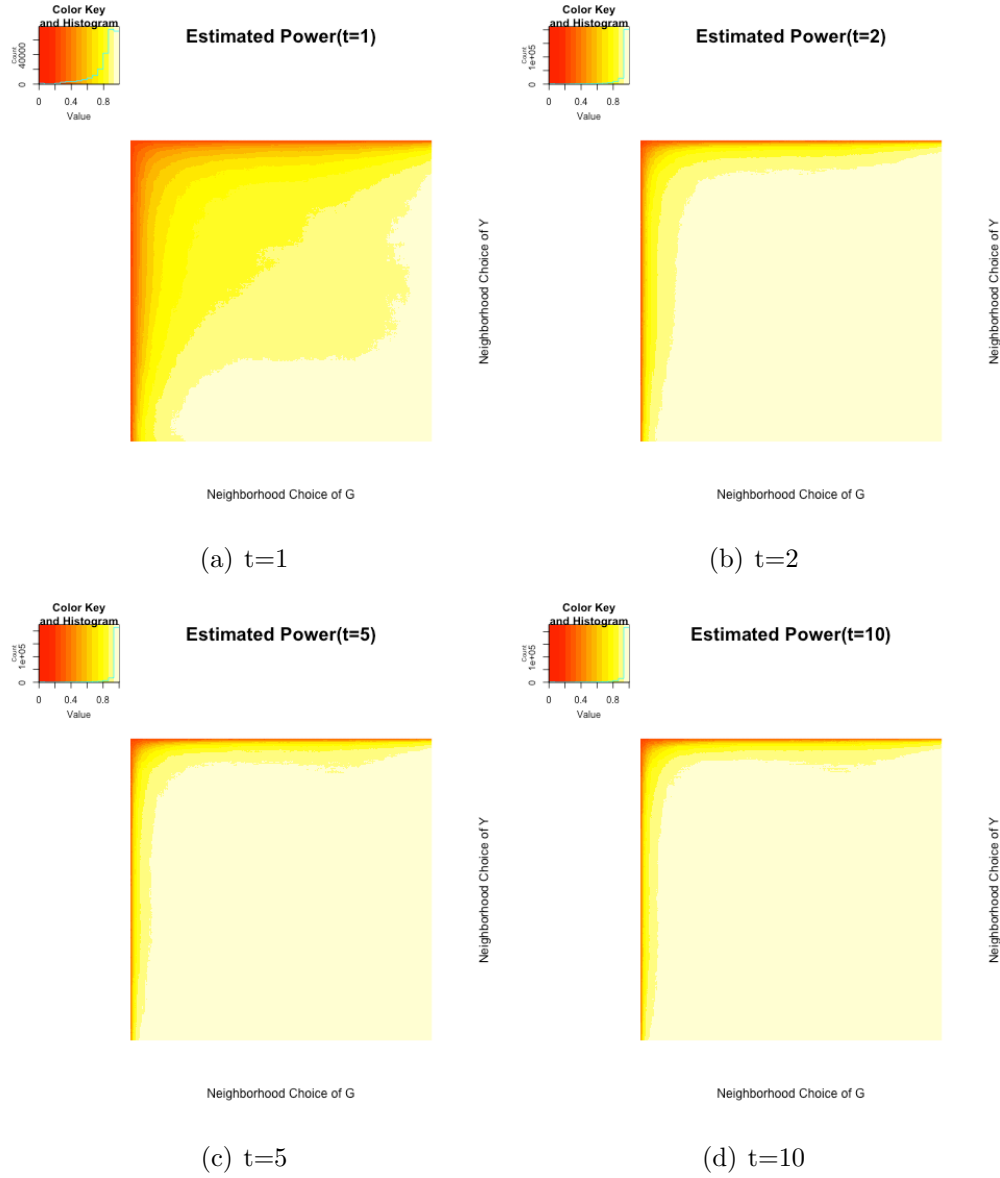 Color Key
and Histogram
Estimated Power(t=1)
Count
0 40000
0 0.4 0.8
Value
Neighborhood Choice of Y
Neighborhood Choice of G
(a) t=1
Color Key
and Histogram
Estimated Power(t=2)
Count
0 1e+05
0 0.4 0.8
Value
Neighborhood Choice of Y
Neighborhood Choice of G
(b) t=2
Color Key
and Histogram
Estimated Power(t=5)
Count
0 1e+05
0 0.4 0.8
Value
Neighborhood Choice of Y
Neighborhood Choice of G
(c) t=5
Color Key
and Histogram
Estimated Power(t=10)
Count
0 1e+05
0 0.4 0.8
Value
Neighborhood Choice of Y
Neighborhood Choice of G
(d) t=10